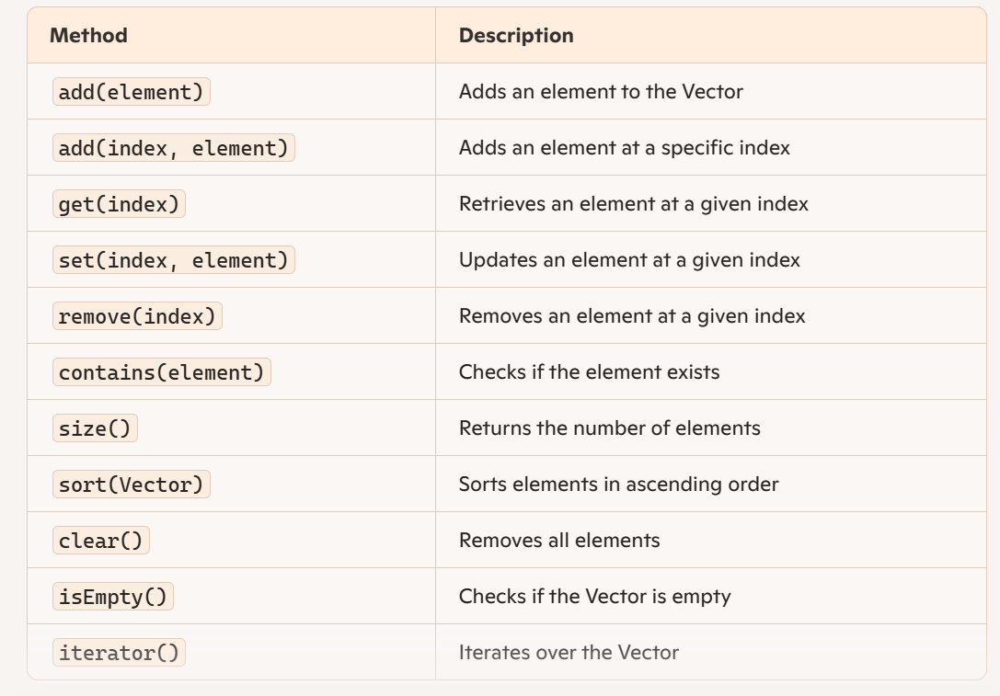 Method Description
add(element) Adds an element to the Vector
add(index, element) Adds an element at a specific index
get(index) Retrieves an element at a given index
set(index, element) Updates an element at a given index
remove(index) Removes an element at a given index
contains(element) Checks if the element exists
size() Returns the number of elements
sort(Vector) Sorts elements in ascending order
clear() Removes all elements
isEmpty() Checks if the Vector is empty
iterator() Iterates over the Vector